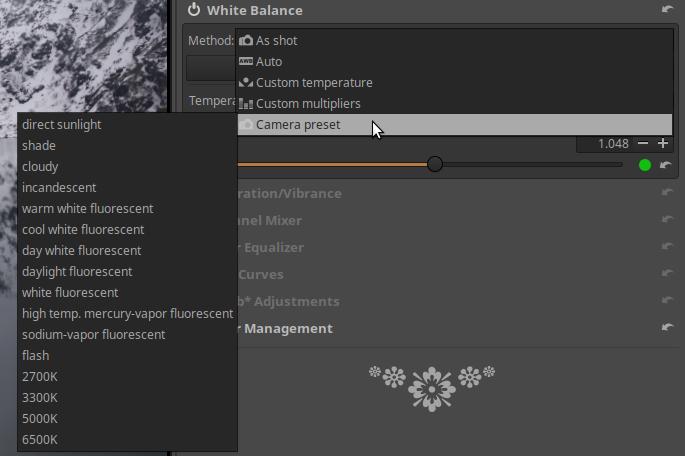 White Balance
Method:
As shot
AWB Auto
Custom temperature
Custom multipliers
Camera preset
Tempera
direct sunlight
shade
cloudy
incandescent
warm white fluorescent
cool white fluorescent
day white fluorescent
daylight fluorescent
white fluorescent
high temp. mercury-vapor fluorescent
sodium-vapor fluorescent
flash
2700K
3300K
5000K
6500K
1.048
ration/Vibrance
nnel Mixer
r Equalizer
Curves
b* Adjustments
r Management